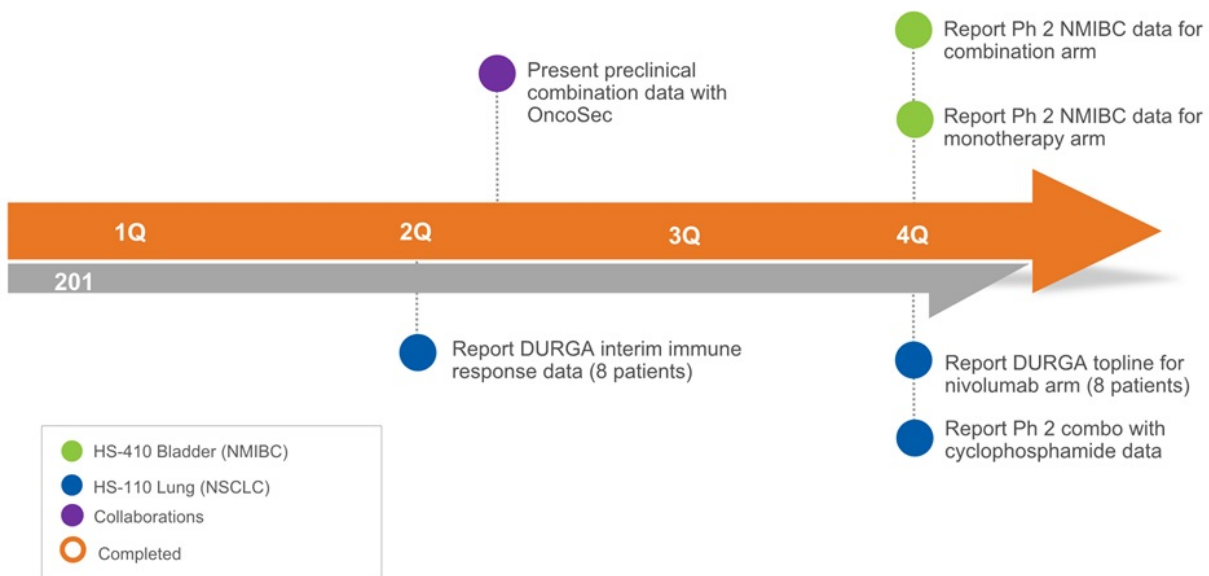 Report Ph 2 NMIBC data for
combination arm
Present preclinical
combination data with
OncoSec
Report Ph 2 NMIBC data for
monotherapy arm
1Q
2Q
3Q
4Q
201
Report DURGA interim immune
response data (8 patients)
Report DURGA topline for
nivolumab arm (8 patients)
Report Ph 2 combo with
cyclophosphamide data
HS-410 Bladder (NMIBC)
HS-110 Lung (NSCLC)
Collaborations
Completed